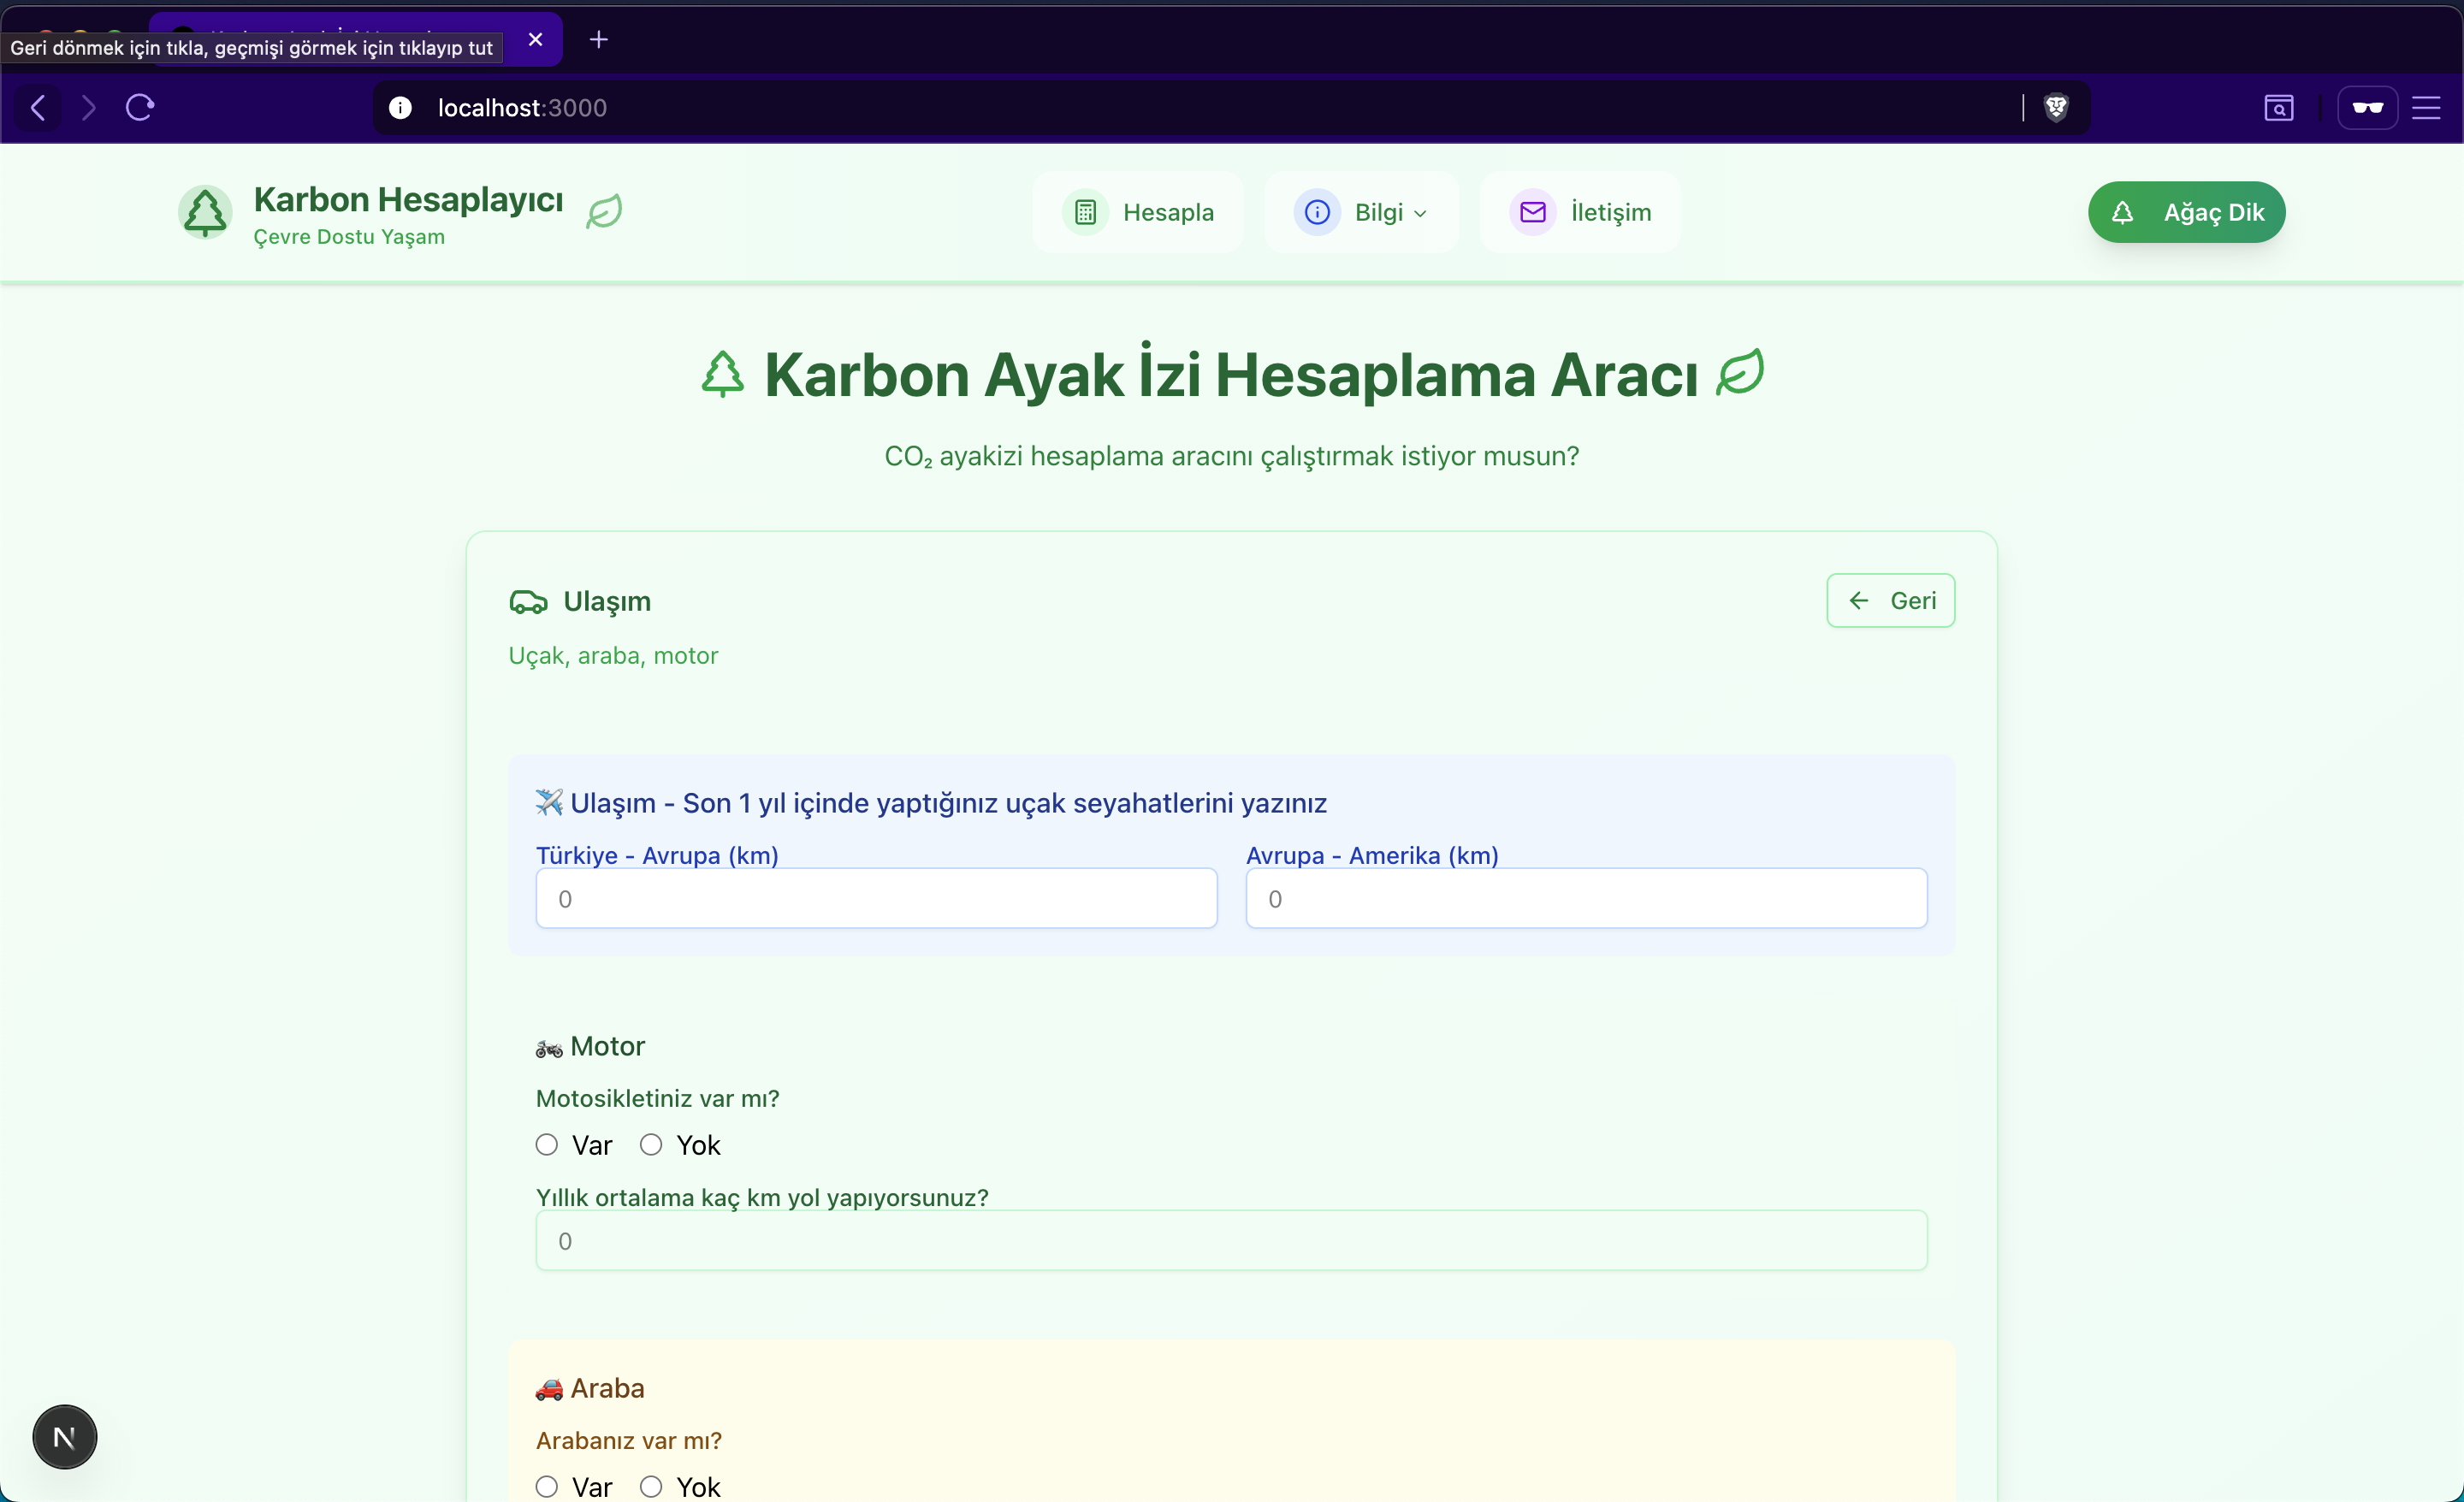 Geri dönmek için tıkla, geçmişi görmek için tıklayıp tut
localhost:3000
Karbon Hesaplayıcı
Çevre Dostu Yaşam
Hesapla
Bilgi
İletişim
Ağaç Dik
Karbon Ayak İzi Hesaplama Aracı
CO₂ ayakizi hesaplama aracını çalıştırmak istiyor musun?
Ulaşım
Geri
Uçak, araba, motor
Ulaşım - Son 1 yıl içinde yaptığınız uçak seyahatlerini yazınız
Türkiye - Avrupa (km)
Avrupa - Amerika (km)
0
0
Motor
Motosikletiniz var mı?
Var Yok
Yıllık ortalama kaç km yol yapıyorsunuz?
0
Araba
Arabanız var mı?
Var Yok
N